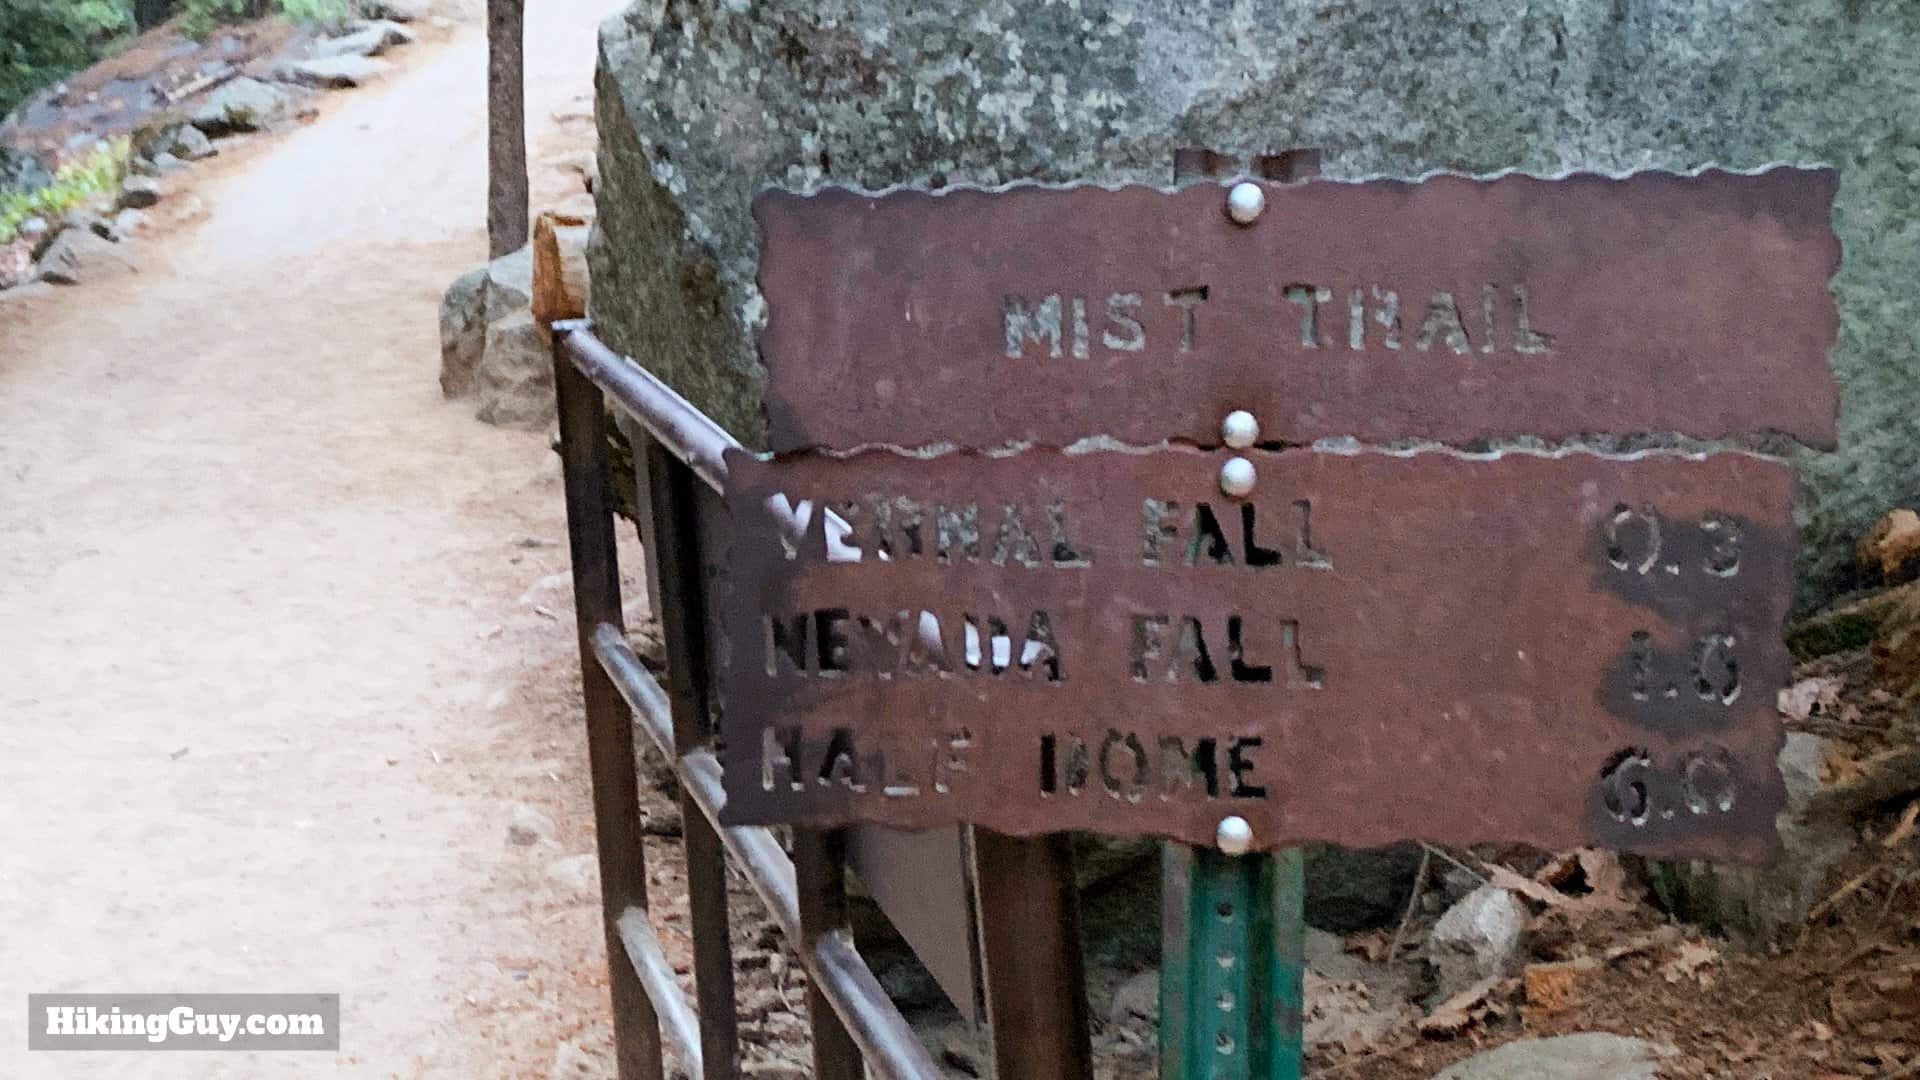 MIST TRAIL
VERNAL FALL 0.3
NEVADA FALL 1.6
HALF DOME 6.0
HikingGuy.com